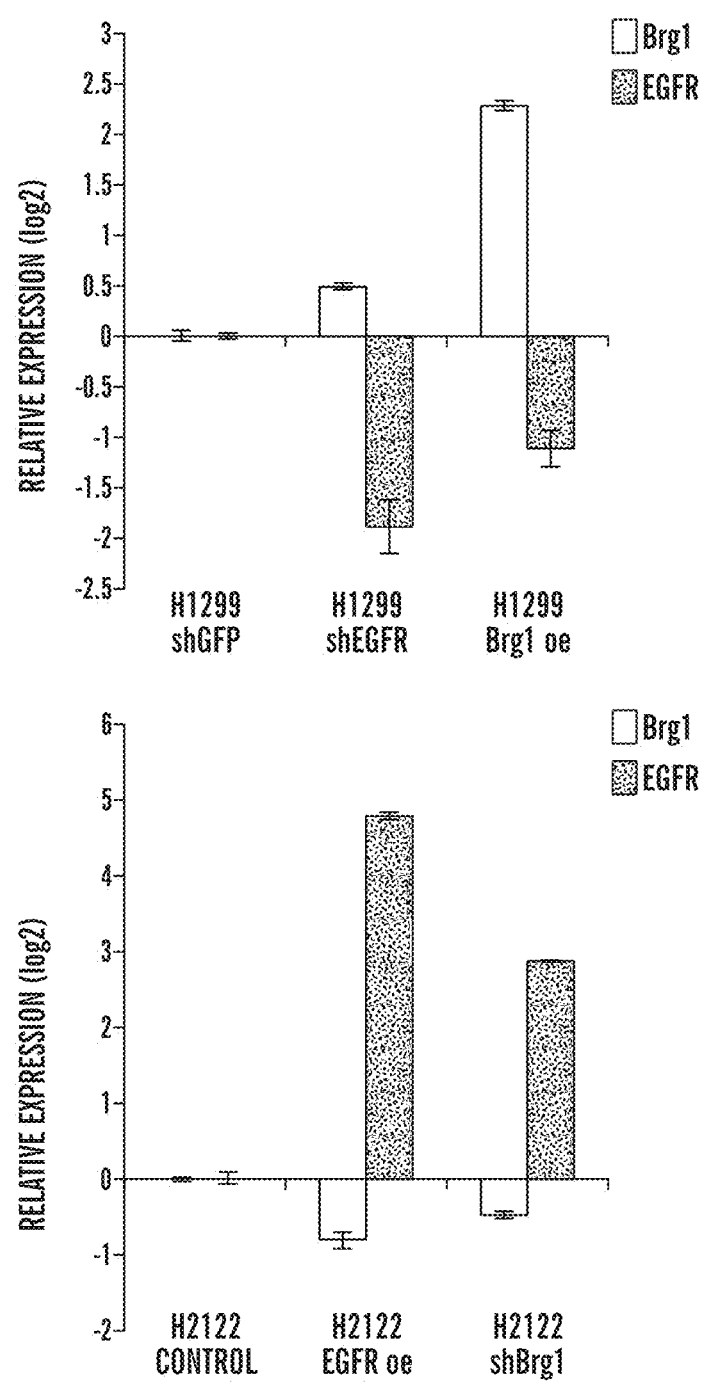 Brg1
EGFR
RELATIVE EXPRESSION (log2)
3
2.5
2
1.5
1
0.5
0
-0.5
-1
-1.5
-2
-2.5
H1299 H1299 H1299
shGFP shEGFR Brg1 oe
Brg1
EGFR
RELATIVE EXPRESSION (log2)
6
5
4
3
2
1
0
-1
-2
H2122 H2122 H2122
CONTROL EGFR oe shBrg1